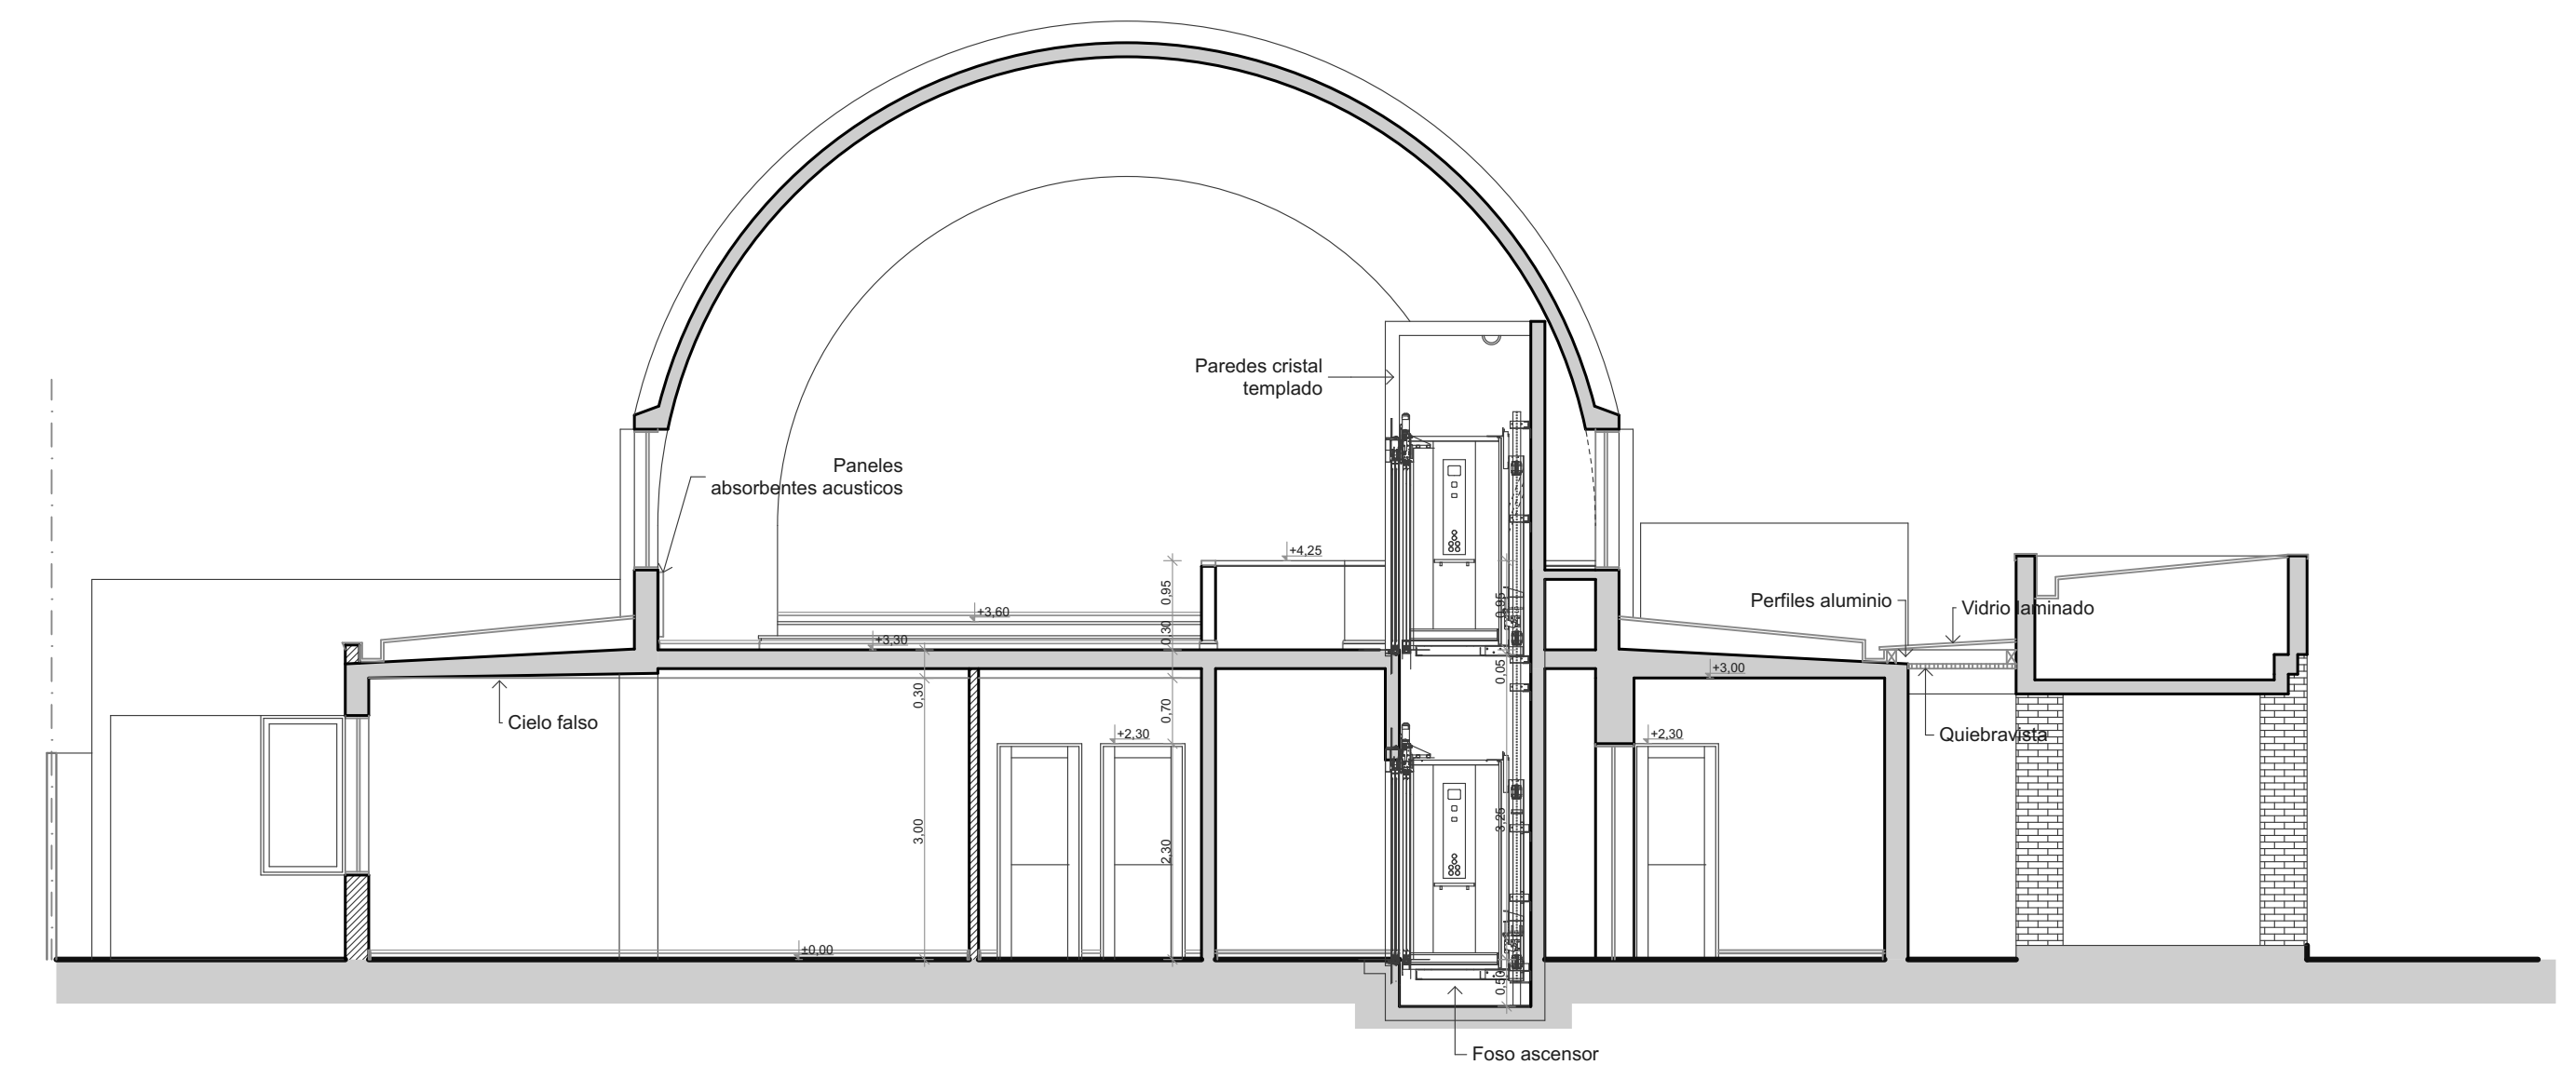 Paredes cristal
templado
Paneles
absorbentes acusticos
+4,25
0,95
0,95
+3,60
Perfiles aluminio
Vidrio laminado
0,30
+3,30
+3,00
0,05
0,30
0,70
Cielo falso
+2,30
+2,30
Quiebravista
3,00
2,30
3,25
±0,00
0,50
Foso ascensor